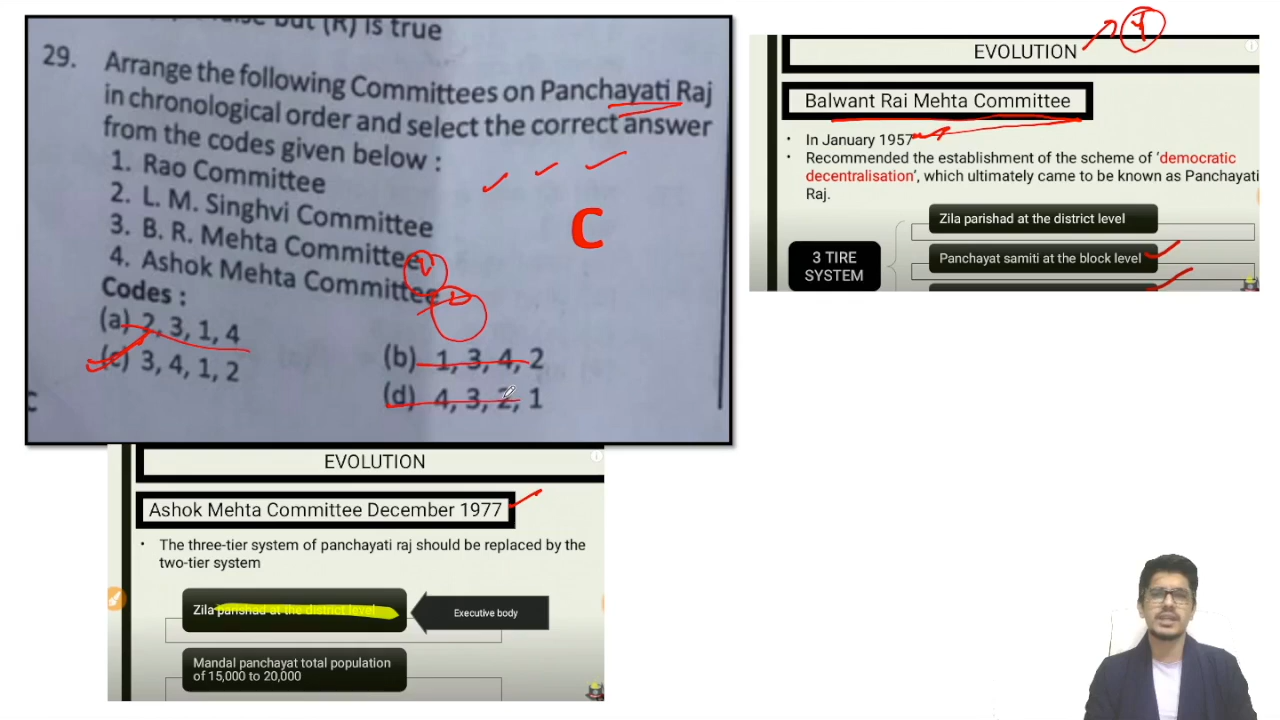 but (R) is true
29. Arrange the following Committees on Panchayati Raj
in chronological order and select the correct answer
from the codes given below :
1. Rao Committee
2. L. M. Singhvi Committee
3. B. R. Mehta Committee
4. Ashok Mehta Committee
Codes :
(a) 2, 3, 1, 4
(b) 1, 3, 4, 2
(c) 3, 4, 1, 2
(d) 4, 3, 2, 1
C
EVOLUTION
Balwant Rai Mehta Committee
• In January 1957
• Recommended the establishment of the scheme of 'democratic
decentralisation', which ultimately came to be known as Panchayati
Raj.
3 TIRE
SYSTEM
Zila parishad at the district level
Panchayat samiti at the block level
EVOLUTION
Ashok Mehta Committee December 1977
• The three-tier system of panchayati raj should be replaced by the
two-tier system
Zila parishad at the district level
Executive body
Mandal panchayat total population
of 15,000 to 20,000